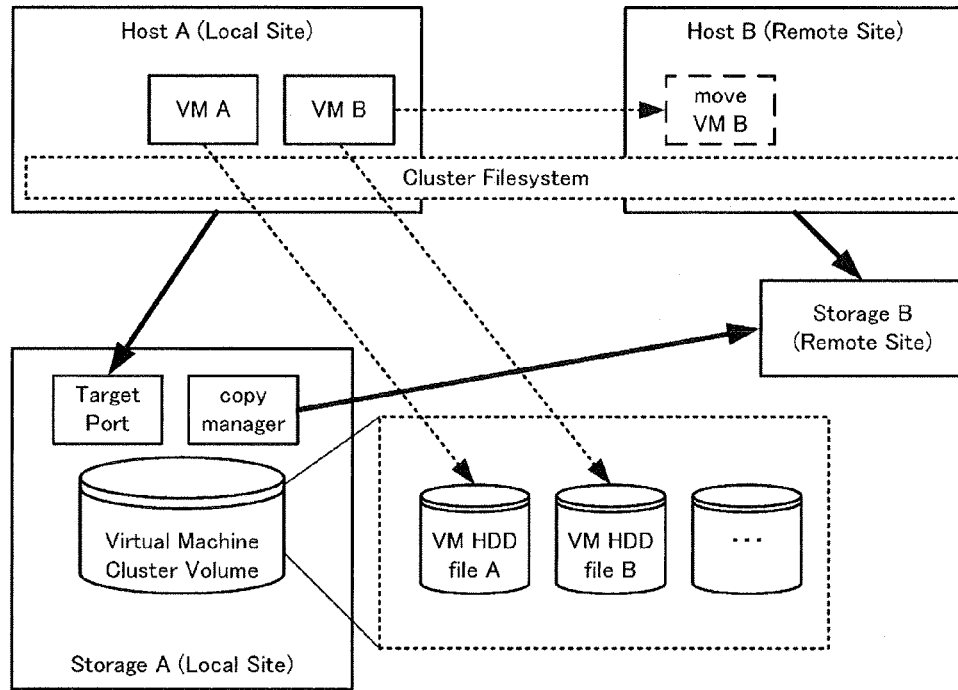 Host A (Local Site)
Host B (Remote Site)
VM A
VM B
move
VM B
Cluster Filesystem
Storage B
(Remote Site)
Target
Port
copy
manager
Virtual Machine
Cluster Volume
VM HDD
file A
VM HDD
file B
...
Storage A (Local Site)